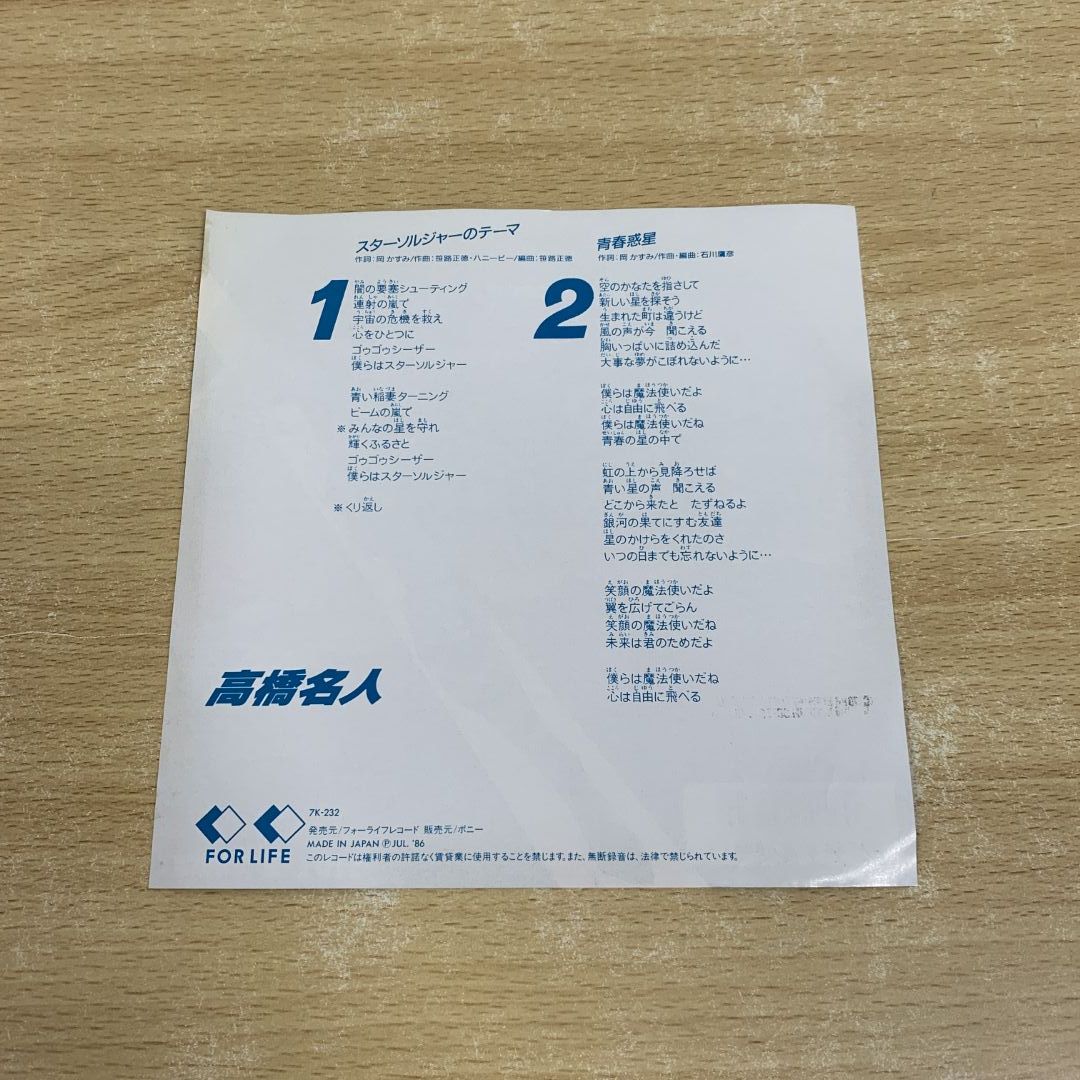 スターソルジャーのテーマ
作詞：岡 かすみ/作曲：笹路正徳・ハニービー/編曲：笹路正徳
1
闇の要塞シューティング
連射の嵐で
宇宙の危機を救え
心をひとつに
ゴゥゴゥシーザー
僕らはスターソルジャー
青い稲妻ターニング
ビームの嵐で
※みんなの星を守れ
輝くふるさと
ゴゥゴゥシーザー
僕らはスターソルジャー
※くり返し
青春惑星
作詞：岡 かすみ/作曲・編曲：石川鷹彦
2
空のかなたを指さして
新しい星を探そう
生まれた町は違うけど
風の声が今 聞こえる
胸いっぱいに詰め込んだ
大事な夢がこぼれないように…
僕らは魔法使いだよ
心は自由に飛べる
僕らは魔法使いだね
青春の星の中で
虹の上から見降ろせば
青い星の声 聞こえる
どこから来たと たずねるよ
銀河の果てにすむ友達
星のかけらをくれたのさ
いつの日までも忘れないように…
笑顔の魔法使いだよ
翼を広げてごらん
笑顔の魔法使いだね
未来は君のためだよ
僕らは魔法使いだね
心は自由に飛べる
高橋名人
FOR LIFE
7K-232
発売元/フォーライフレコード 販売元/ポニー
MADE IN JAPAN Ⓟ JUL. '86
このレコードは権利者の許諾なく賃貸業に使用することを禁じます。また、無断録音は、法律で禁じられています。